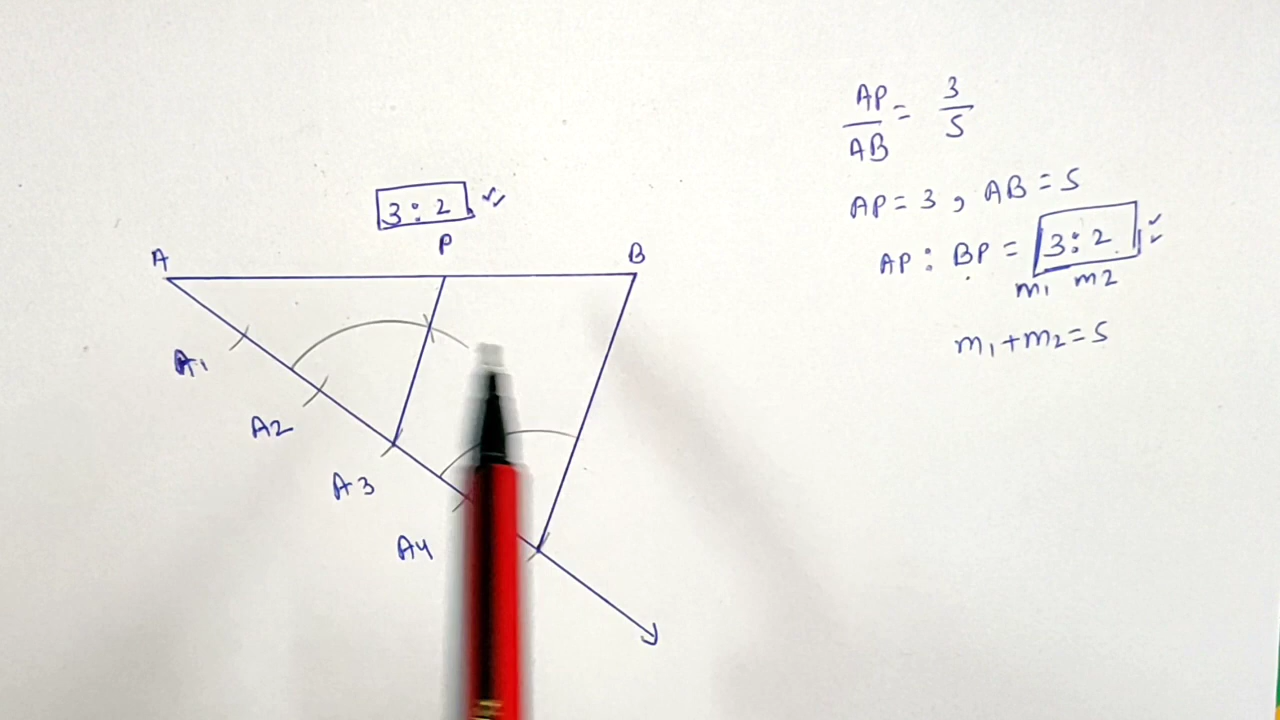 AP/AB = 3/5
AP = 3, AB = 5
AP : BP = 3:2
m1 m2
m1+m2=5
3:2
A P B
A1
A2
A3
A4